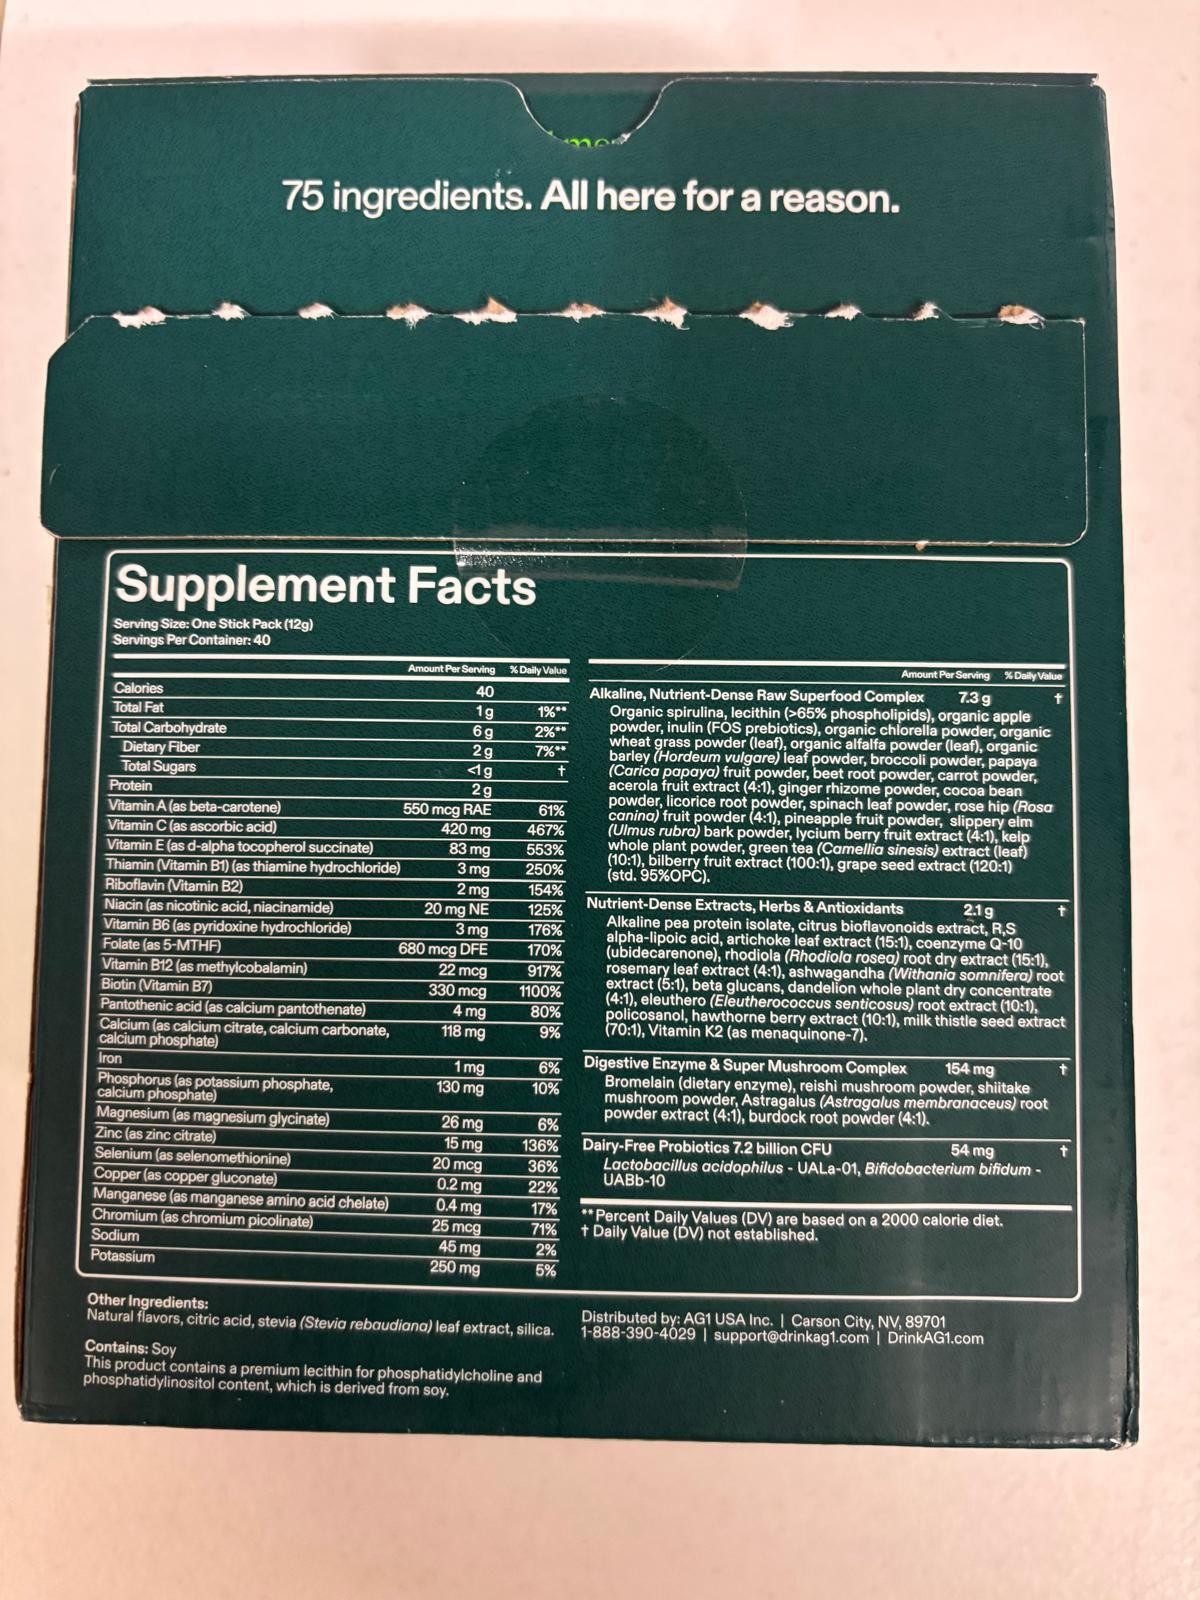 75 ingredients. All here for a reason.
Supplement Facts
Serving Size: One Stick Pack (12g)
Servings Per Container: 40
Amount Per Serving % Daily Value
Calories 40
Total Fat 1 g 1%**
Total Carbohydrate 6 g 2%**
Dietary Fiber 2 g 7%**
Total Sugars <1 g †
Protein 2 g
Vitamin A (as beta-carotene) 550 mcg RAE 61%
Vitamin C (as ascorbic acid) 420 mg 467%
Vitamin E (as d-alpha tocopherol succinate) 83 mg 553%
Thiamin (Vitamin B1) (as thiamine hydrochloride) 3 mg 250%
Riboflavin (Vitamin B2) 2 mg 154%
Niacin (as nicotinic acid, niacinamide) 20 mg NE 125%
Vitamin B6 (as pyridoxine hydrochloride) 3 mg 176%
Folate (as 5-MTHF) 680 mcg DFE 170%
Vitamin B12 (as methylcobalamin) 22 mcg 917%
Biotin (Vitamin B7) 330 mcg 1100%
Pantothenic acid (as calcium pantothenate) 4 mg 80%
Calcium (as calcium citrate, calcium carbonate, 118 mg 9%
calcium phosphate)
Iron 1 mg 6%
Phosphorus (as potassium phosphate, 130 mg 10%
calcium phosphate)
Magnesium (as magnesium glycinate) 26 mg 6%
Zinc (as zinc citrate) 15 mg 136%
Selenium (as selenomethionine) 20 mcg 36%
Copper (as copper gluconate) 0.2 mg 22%
Manganese (as manganese amino acid chelate) 0.4 mg 17%
Chromium (as chromium picolinate) 25 mcg 71%
Sodium 45 mg 2%
Potassium 250 mg 5%
Amount Per Serving % Daily Value
Alkaline, Nutrient-Dense Raw Superfood Complex 7.3 g †
Organic spirulina, lecithin (>65% phospholipids), organic apple
powder, inulin (FOS prebiotics), organic chlorella powder, organic
wheat grass powder (leaf), organic alfalfa powder (leaf), organic
barley (Hordeum vulgare) leaf powder, broccoli powder, papaya
(Carica papaya) fruit powder, beet root powder, carrot powder,
acerola fruit extract (4:1), ginger rhizome powder, cocoa bean
powder, licorice root powder, spinach leaf powder, rose hip (Rosa
canina) fruit powder (4:1), pineapple fruit powder, slippery elm
(Ulmus rubra) bark powder, lycium berry fruit extract (4:1), kelp
whole plant powder, green tea (Camellia sinesis) extract (leaf)
(10:1), bilberry fruit extract (100:1), grape seed extract (120:1)
(std. 95%OPC).
Nutrient-Dense Extracts, Herbs & Antioxidants 2.1 g †
Alkaline pea protein isolate, citrus bioflavonoids extract, R,S
alpha-lipoic acid, artichoke leaf extract (15:1), coenzyme Q-10
(ubidecarenone), rhodiola (Rhodiola rosea) root dry extract (15:1),
rosemary leaf extract (4:1), ashwagandha (Withania somnifera) root
extract (5:1), beta glucans, dandelion whole plant dry concentrate
(4:1), eleuthero (Eleutherococcus senticosus) root extract (10:1),
policosanol, hawthorne berry extract (10:1), milk thistle seed extract
(70:1), Vitamin K2 (as menaquinone-7).
Digestive Enzyme & Super Mushroom Complex 154 mg †
Bromelain (dietary enzyme), reishi mushroom powder, shiitake
mushroom powder, Astragalus (Astragalus membranaceus) root
powder extract (4:1), burdock root powder (4:1).
Dairy-Free Probiotics 7.2 billion CFU 54 mg †
Lactobacillus acidophilus - UALa-01, Bifidobacterium bifidum -
UABb-10
**Percent Daily Values (DV) are based on a 2000 calorie diet.
† Daily Value (DV) not established.
Other Ingredients:
Natural flavors, citric acid, stevia (Stevia rebaudiana) leaf extract, silica.
Contains: Soy
This product contains a premium lecithin for phosphatidylcholine and
phosphatidylinositol content, which is derived from soy.
Distributed by: AG1 USA Inc. | Carson City, NV, 89701
1-888-390-4029 | support@drinkag1.com | DrinkAG1.com